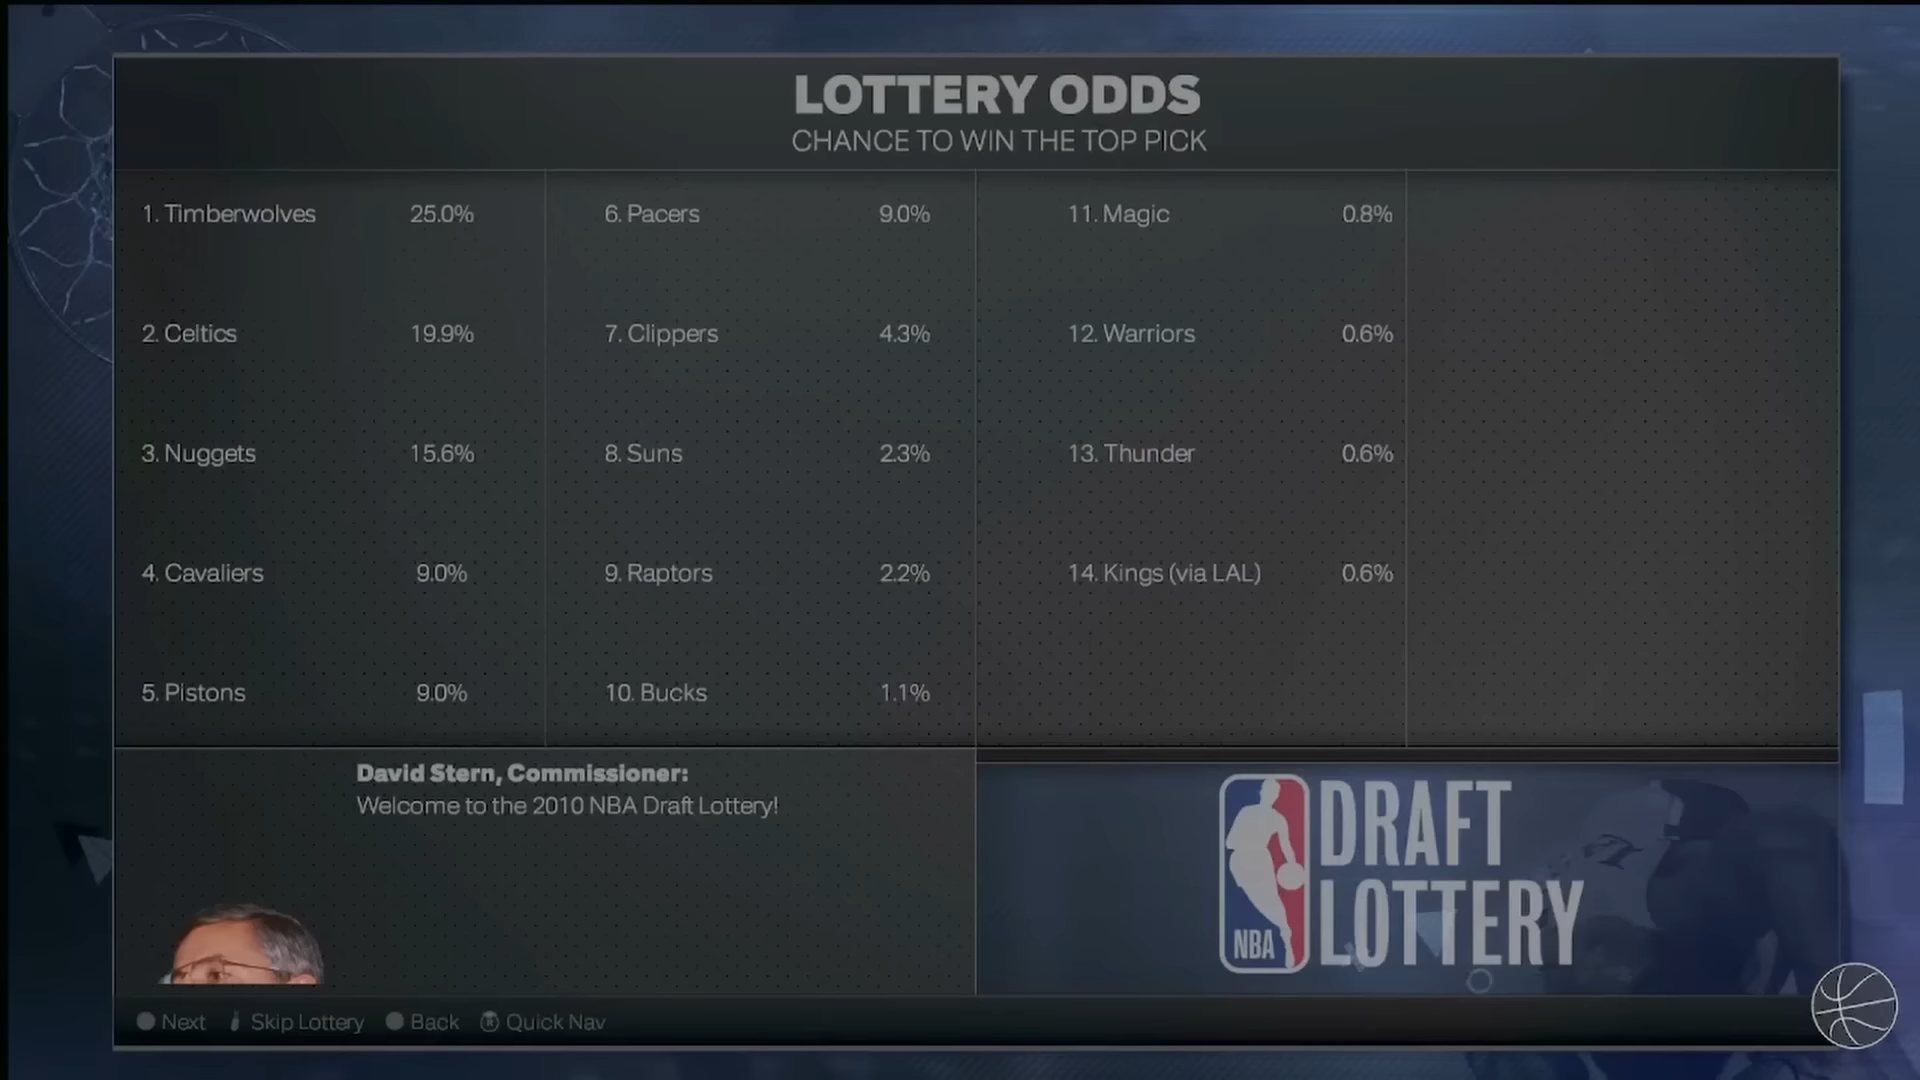 LOTTERY ODDS
CHANCE TO WIN THE TOP PICK
1. Timberwolves 25.0%
2. Celtics 19.9%
3. Nuggets 15.6%
4. Cavaliers 9.0%
5. Pistons 9.0%
6. Pacers 9.0%
7. Clippers 4.3%
8. Suns 2.3%
9. Raptors 2.2%
10. Bucks 1.1%
11. Magic 0.8%
12. Warriors 0.6%
13. Thunder 0.6%
14. Kings (via LAL) 0.6%
David Stern, Commissioner:
Welcome to the 2010 NBA Draft Lottery!
NBA
DRAFT
LOTTERY
Next Skip Lottery Back Quick Nav